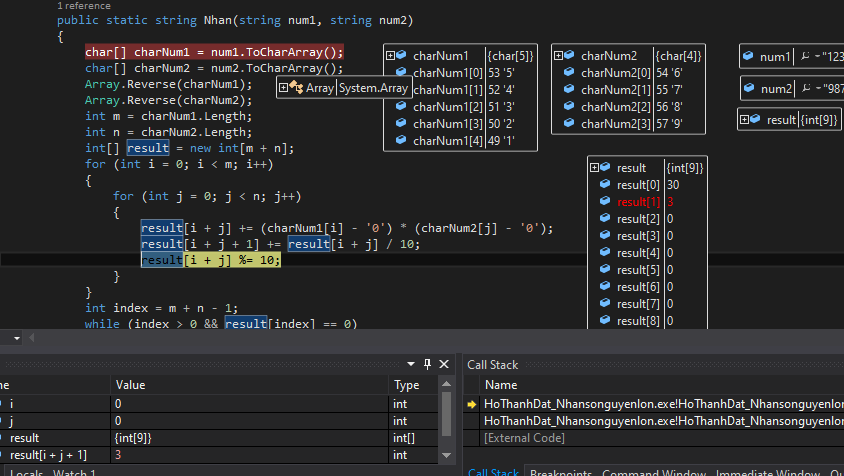 1 reference
public static string Nhan(string num1, string num2)
{
char[] charNum1 = num1.ToCharArray();
char[] charNum2 = num2.ToCharArray();
Array.Reverse(charNum1);
Array.Reverse(charNum2);
int m = charNum1.Length;
int n = charNum2.Length;
int[] result = new int[m + n];
for (int i = 0; i < m; i++)
{
for (int j = 0; j < n; j++)
{
result[i + j] += (charNum1[i] - '0') * (charNum2[j] - '0');
result[i + j + 1] += result[i + j] / 10;
result[i + j] %= 10;
}
}
int index = m + n - 1;
while (index > 0 && result[index] == 0)
Array System.Array
charNum1 {char[5]}
charNum1[0] 53 '5'
charNum1[1] 52 '4'
charNum1[2] 51 '3'
charNum1[3] 50 '2'
charNum1[4] 49 '1'
charNum2 {char[4]}
charNum2[0] 54 '6'
charNum2[1] 55 '7'
charNum2[2] 56 '8'
charNum2[3] 57 '9'
num1 "123
num2 "987
result {int[9]}
result {int[9]}
result[0] 30
result[1] 3
result[2] 0
result[3] 0
result[4] 0
result[5] 0
result[6] 0
result[7] 0
result[8] 0
me Value Type
i 0 int
j 0 int
result {int[9]} int[]
result[i + j + 1] 3 int
Locals Watch 1
Call Stack
Name
HoThanhDat_Nhansonguyenlon.exe!HoThanhDat_Nhansonguyenlon
HoThanhDat_Nhansonguyenlon.exe!HoThanhDat_Nhansonguyenlon
[External Code]
Call Stack Breakpoints Command Window Immediate Window Ou